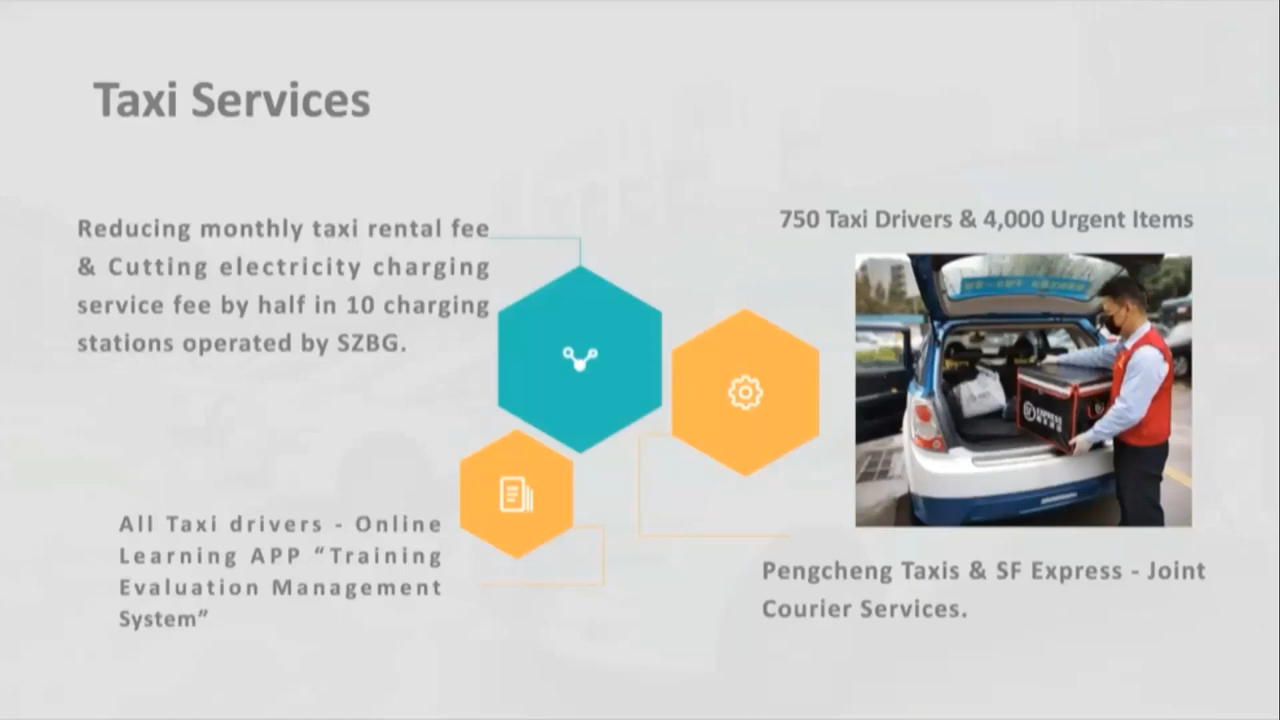 Taxi Services
Reducing monthly taxi rental fee
& Cutting electricity charging
service fee by half in 10 charging
stations operated by SZBG.
750 Taxi Drivers & 4,000 Urgent Items
EXPRESS
All Taxi drivers - Online
Learning APP “Training
Evaluation Management
System”
Pengcheng Taxis & SF Express - Joint
Courier Services.